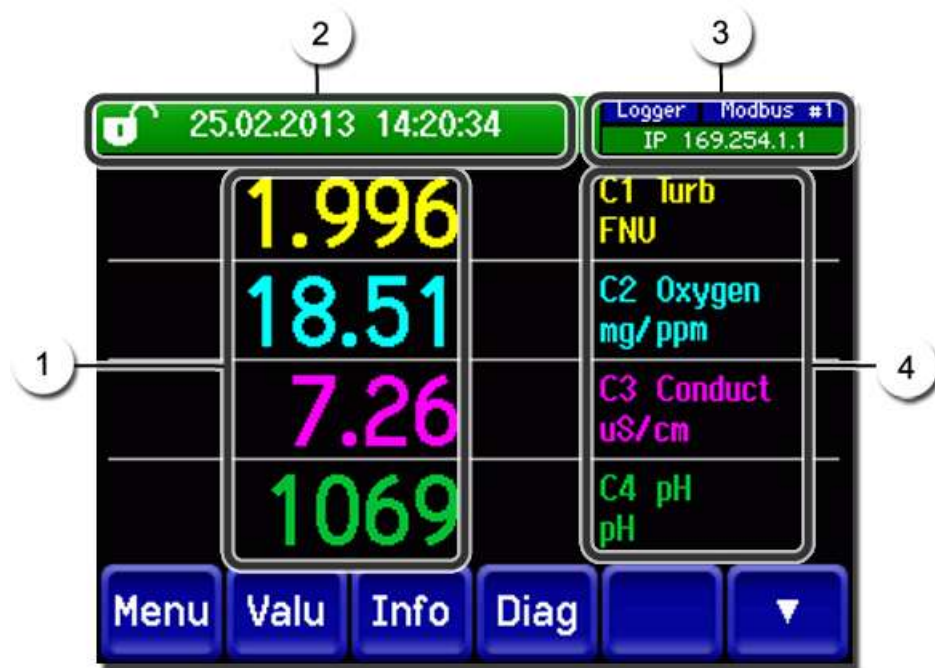 2
3
25.02.2013 14:20:34
Logger Modbus #1
IP 169.254.1.1
1.996
C1 Turb
FNU
18.51
C2 Oxygen
mg/ppm
1
4
7.26
C3 Conduct
uS/cm
1069
C4 pH
pH
Menu Valu Info Diag ▼